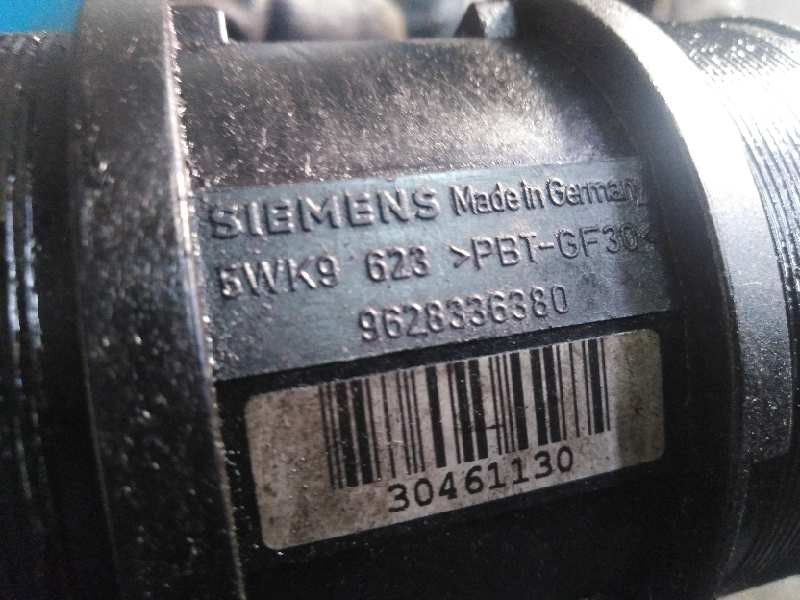 SIEMENS Made in Germany
5WK9 623 >PBT-GF30<
9628336380
30461130